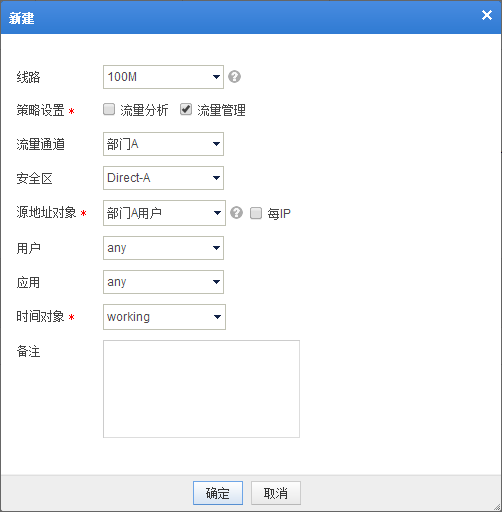 新建
线路 100M
策略设置 * 流量分析 流量管理
流量通道 部门A
安全区 Direct-A
源地址对象 * 部门A用户 每IP
用户 any
应用 any
时间对象 * working
备注
确定 取消